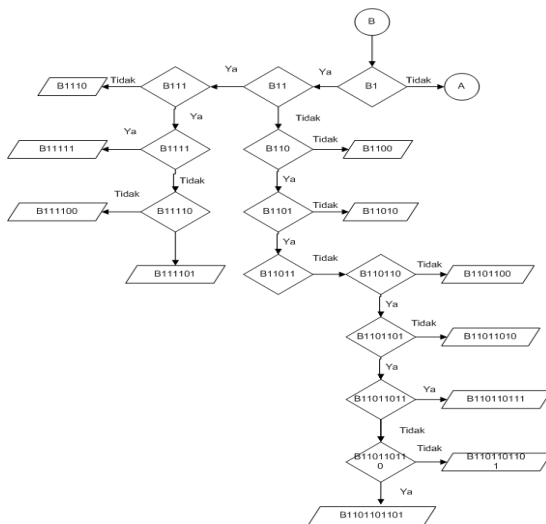 B
Ya
Ya
Tidak
B1110
Tidak
B111
B11
B1
A
Ya
Tidak
B11111
Ya
B1111
B110
Tidak
B1100
Tidak
Ya
B111100
Tidak
B11110
B1101
Tidak
B11010
Ya
B111101
B11011
Tidak
B110110
Tidak
B1101100
Ya
B1101101
Tidak
B11011010
Ya
B11011011
Ya
B110110111
Tidak
B11011011
0
Tidak
B110110110
1
Ya
B1101101101